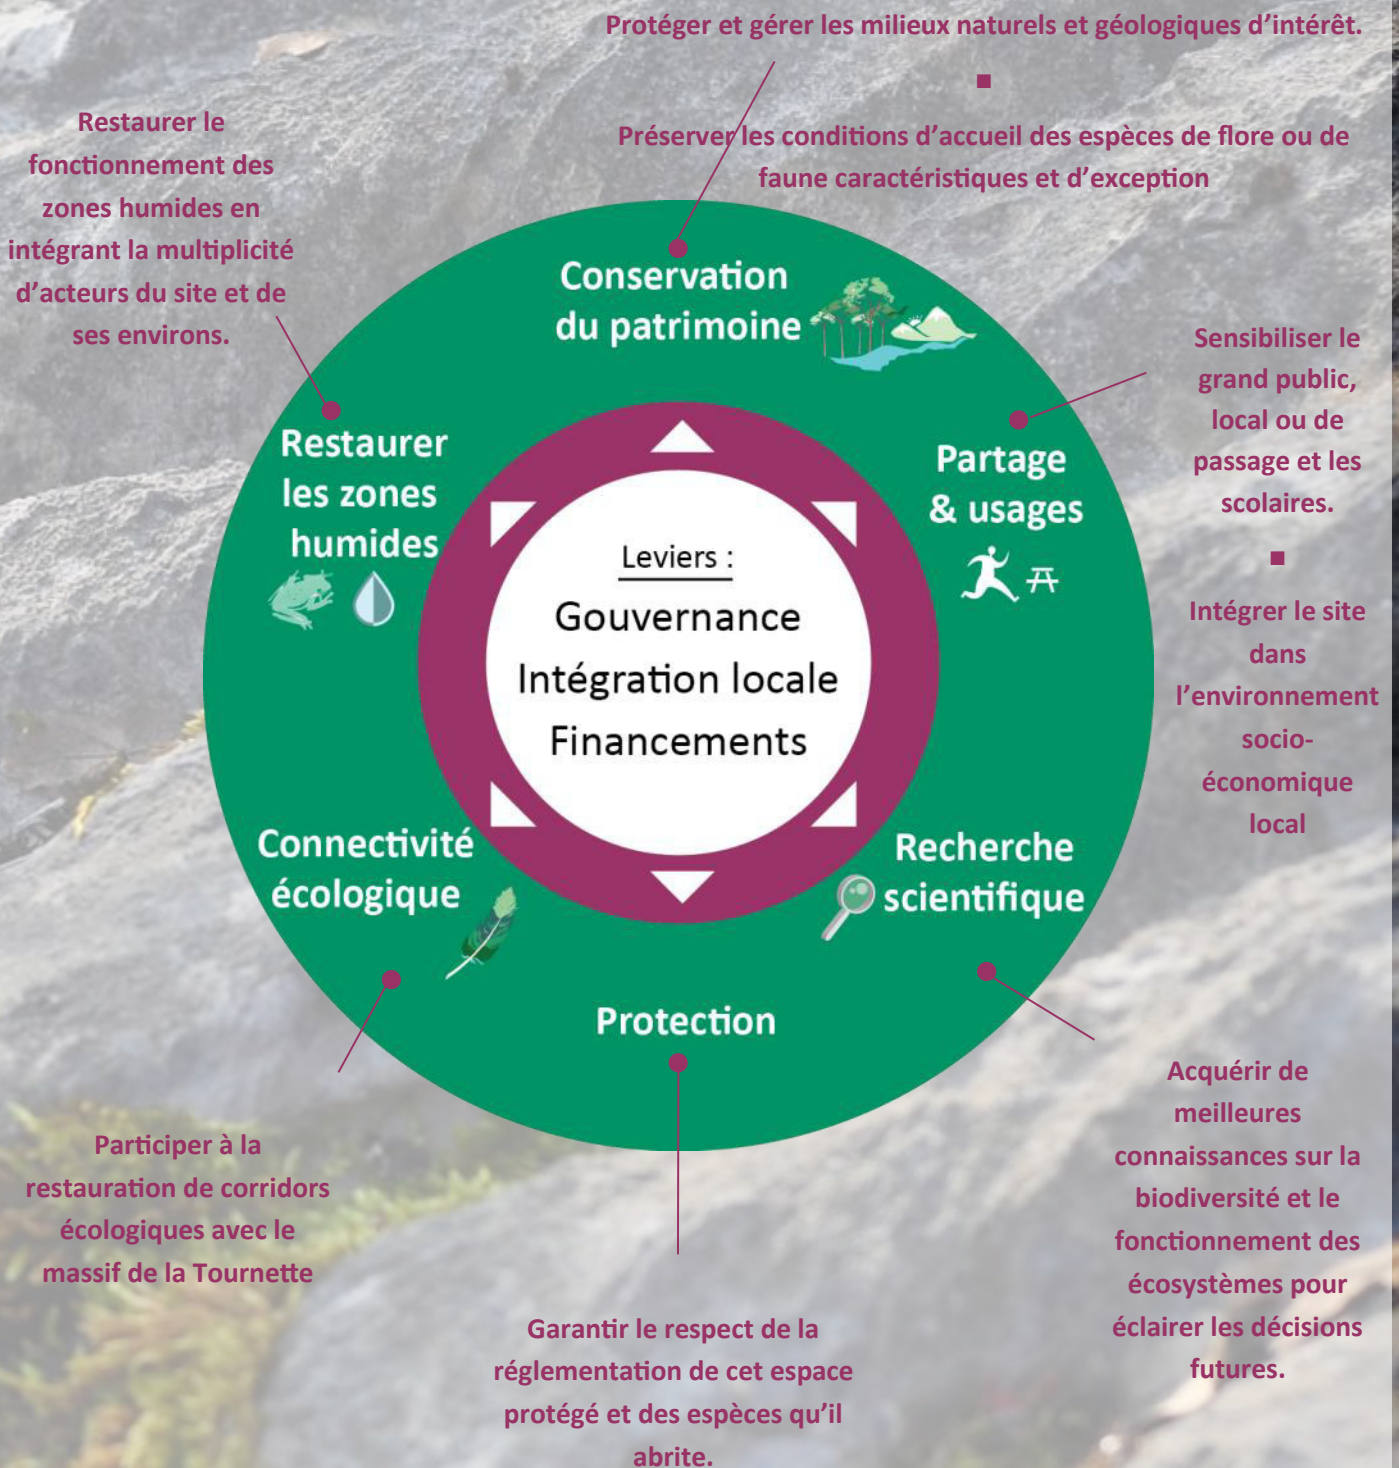 Protéger et gérer les milieux naturels et géologiques d’intérêt.
■
Préserver les conditions d’accueil des espèces de flore ou de
faune caractéristiques et d’exception
Restaurer le
fonctionnement des
zones humides en
intégrant la multiplicité
d’acteurs du site et de
ses environs.
Conservation
du patrimoine
Sensibiliser le
grand public,
local ou de
passage et les
scolaires.
■
Intégrer le site
dans
l’environnement
socio-
économique
local
Restaurer
les zones
humides
Partage
& usages
Leviers :
Gouvernance
Intégration locale
Financements
Connectivité
écologique
Recherche
scientifique
Protection
Participer à la
restauration de corridors
écologiques avec le
massif de la Tournette
Acquérir de
meilleures
connaissances sur la
biodiversité et le
fonctionnement des
écosystèmes pour
éclairer les décisions
futures.
Garantir le respect de la
réglementation de cet espace
protégé et des espèces qu’il
abrite.